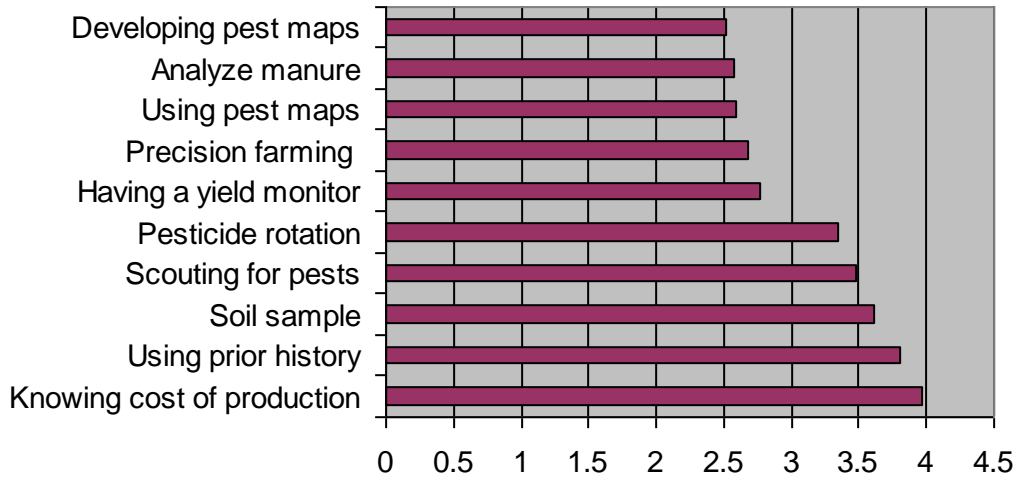 Developing pest maps
Analyze manure
Using pest maps
Precision farming
Having a yield monitor
Pesticide rotation
Scouting for pests
Soil sample
Using prior history
Knowing cost of production
0 0.5 1 1.5 2 2.5 3 3.5 4 4.5